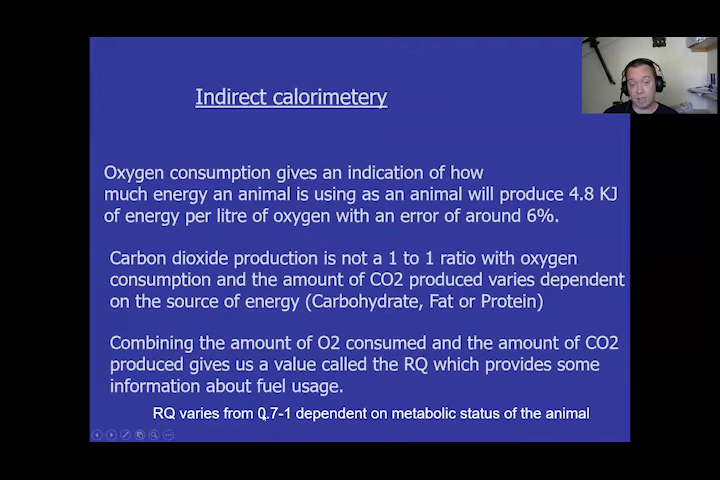 Indirect calorimetery
Oxygen consumption gives an indication of how
much energy an animal is using as an animal will produce 4.8 KJ
of energy per litre of oxygen with an error of around 6%.
Carbon dioxide production is not a 1 to 1 ratio with oxygen
consumption and the amount of CO2 produced varies dependent
on the source of energy (Carbohydrate, Fat or Protein)
Combining the amount of O2 consumed and the amount of CO2
produced gives us a value called the RQ which provides some
information about fuel usage.
RQ varies from 0.7-1 dependent on metabolic status of the animal